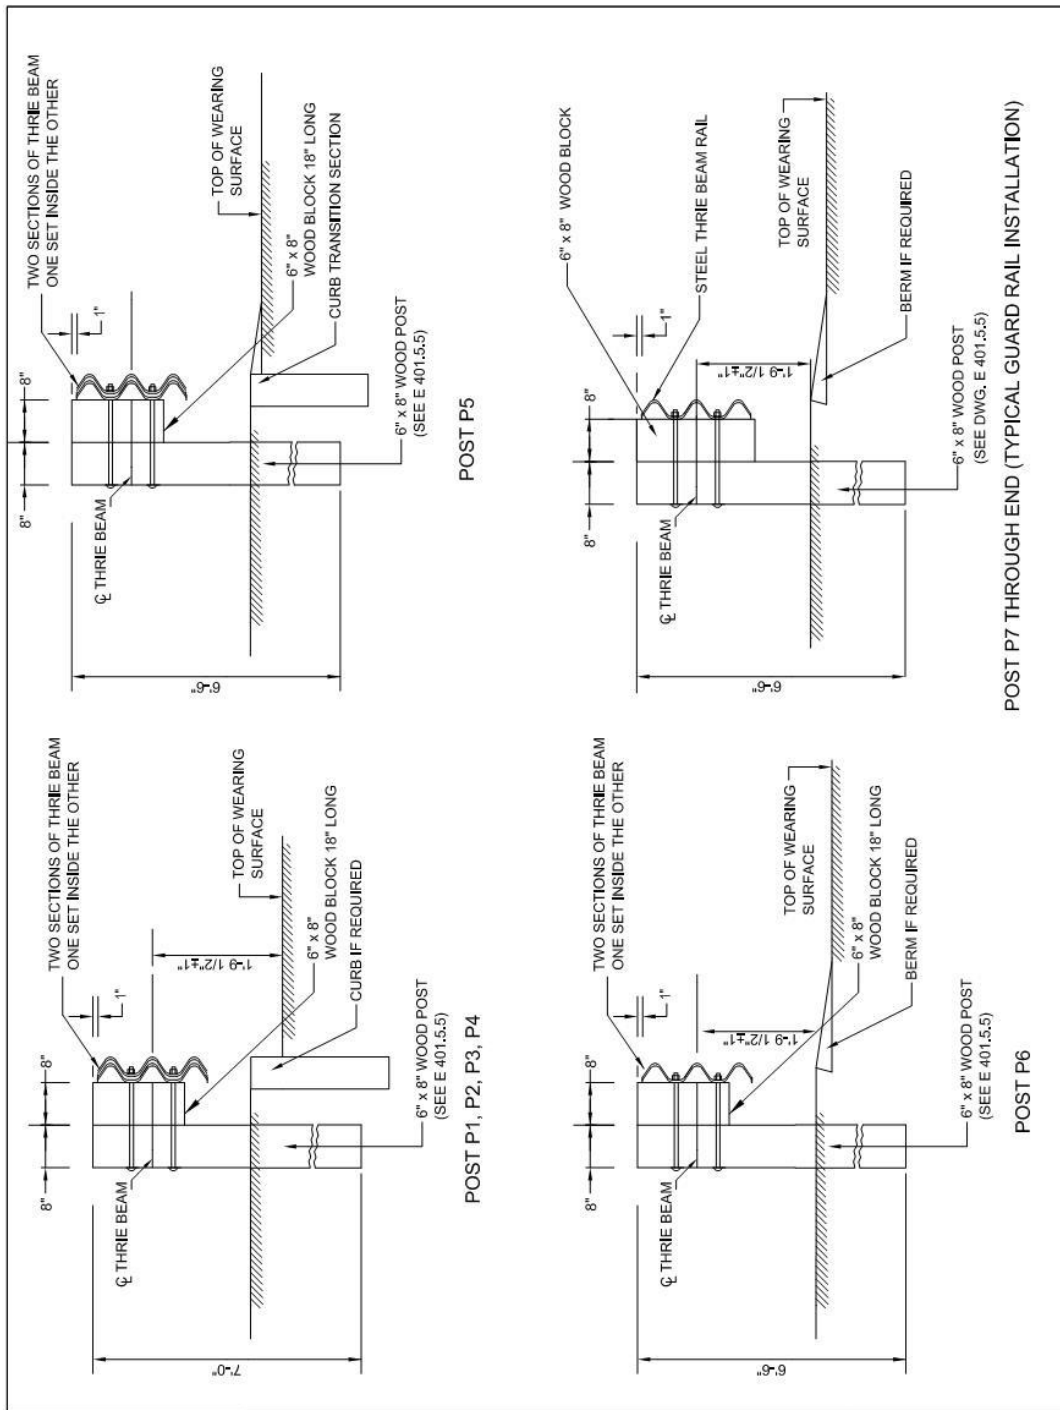 TWO SECTIONS OF THRIE BEAM
ONE SET INSIDE THE OTHER
8"
8"
1"
℄ THRIE BEAM
TOP OF WEARING
SURFACE
1'-9 1/2"±1"
6" x 8"
WOOD BLOCK 18" LONG
CURB IF REQUIRED
7'-0"
6" x 8" WOOD POST
(SEE E 401.5.5)
POST P1, P2, P3, P4
TWO SECTIONS OF THRIE BEAM
ONE SET INSIDE THE OTHER
8"
8"
1"
℄ THRIE BEAM
TOP OF WEARING
SURFACE
6" x 8"
WOOD BLOCK 18" LONG
CURB TRANSITION SECTION
6'-6"
6" x 8" WOOD POST
(SEE E 401.5.5)
POST P5
TWO SECTIONS OF THRIE BEAM
ONE SET INSIDE THE OTHER
8"
8"
1"
℄ THRIE BEAM
1'-9 1/2"±1"
TOP OF WEARING
SURFACE
6" x 8"
WOOD BLOCK 18" LONG
BERM IF REQUIRED
6'-6"
6" x 8" WOOD POST
(SEE E 401.5.5)
POST P6
6" x 8" WOOD BLOCK
8"
8"
1"
STEEL THRIE BEAM RAIL
℄ THRIE BEAM
1'-9 1/2"±1"
TOP OF WEARING
SURFACE
BERM IF REQUIRED
6'-6"
6" x 8" WOOD POST
(SEE DWG. E 401.5.5)
POST P7 THROUGH END (TYPICAL GUARD RAIL INSTALLATION)